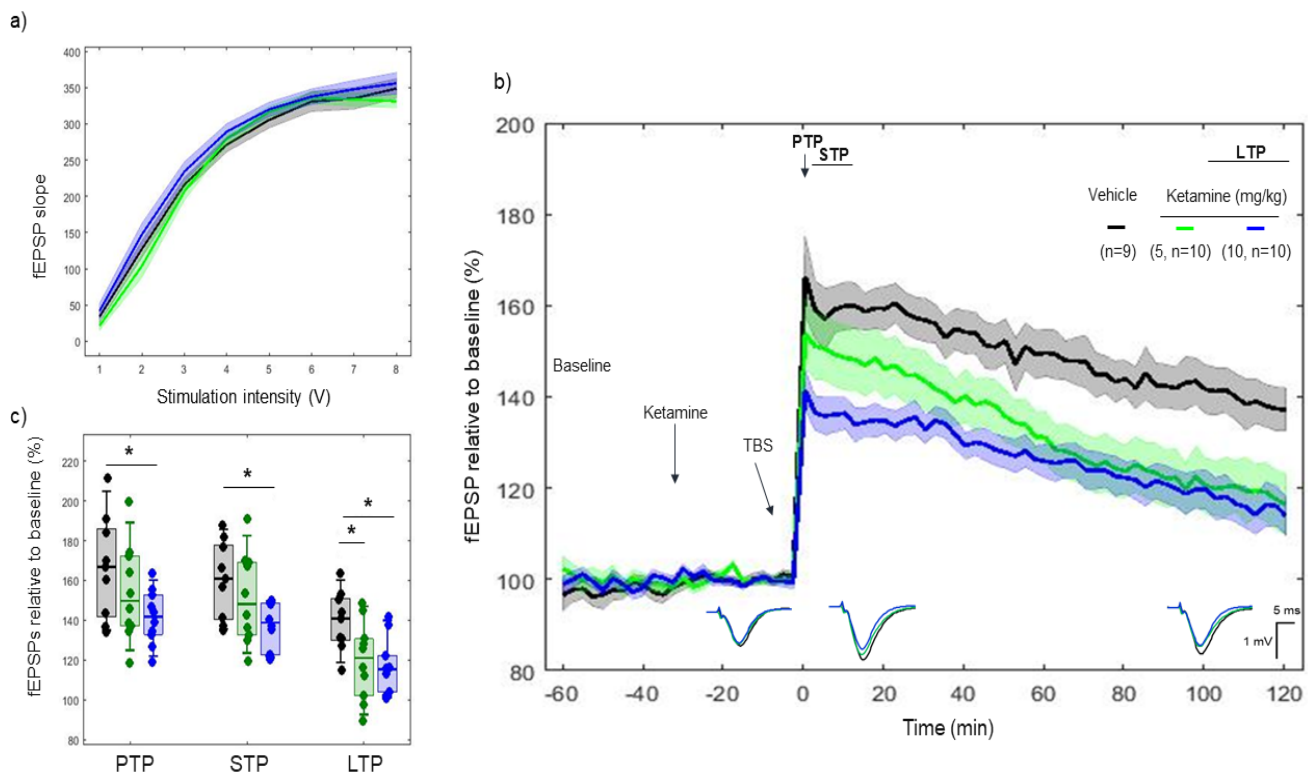 a)
400
350
300
250
200
150
100
50
0
fEPSP slope
1 2 3 4 5 6 7 8
Stimulation intensity (V)
b)
200
180
160
140
120
100
80
fEPSP relative to baseline (%)
PTP
STP
LTP
Vehicle Ketamine (mg/kg)
(n=9) (5, n=10) (10, n=10)
Baseline
Ketamine
TBS
5 ms
1 mV
-60 -40 -20 0 20 40 60 80 100 120
Time (min)
c)
220
200
180
160
140
120
100
80
fEPSPs relative to baseline (%)
*
*
*
*
PTP STP LTP